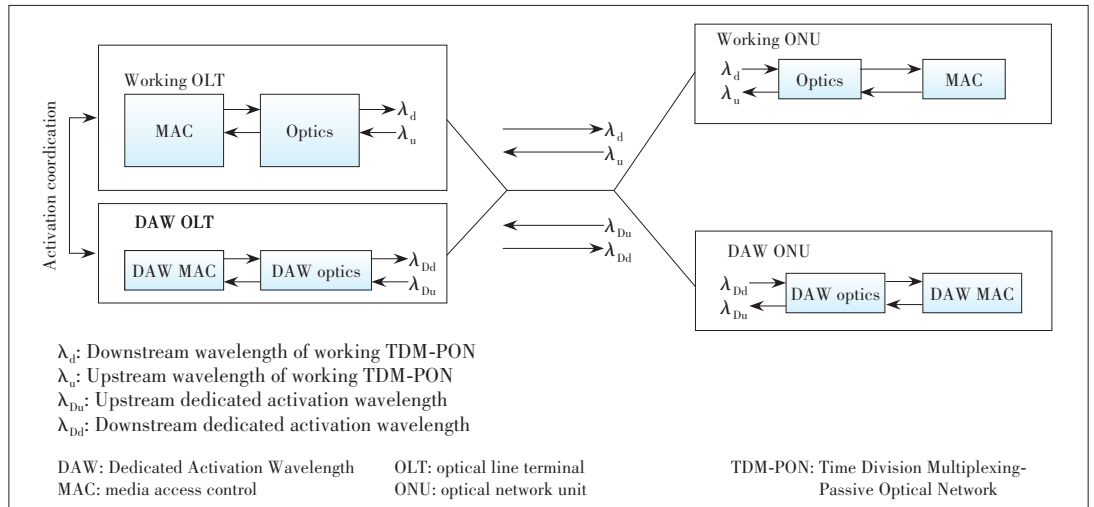 Activation coordication
Working OLT
MAC
Optics
λd
λu
DAW OLT
DAW MAC
DAW optics
λDd
λDu
λd
λu
λDu
λDd
Working ONU
λd
λu
Optics
MAC
DAW ONU
λDd
λDu
DAW optics
DAW MAC
λd: Downstream wavelength of working TDM-PON
λu: Upstream wavelength of working TDM-PON
λDu: Upstream dedicated activation wavelength
λDd: Downstream dedicated activation wavelength
DAW: Dedicated Activation Wavelength
MAC: media access control
OLT: optical line terminal
ONU: optical network unit
TDM-PON: Time Division Multiplexing-
Passive Optical Network